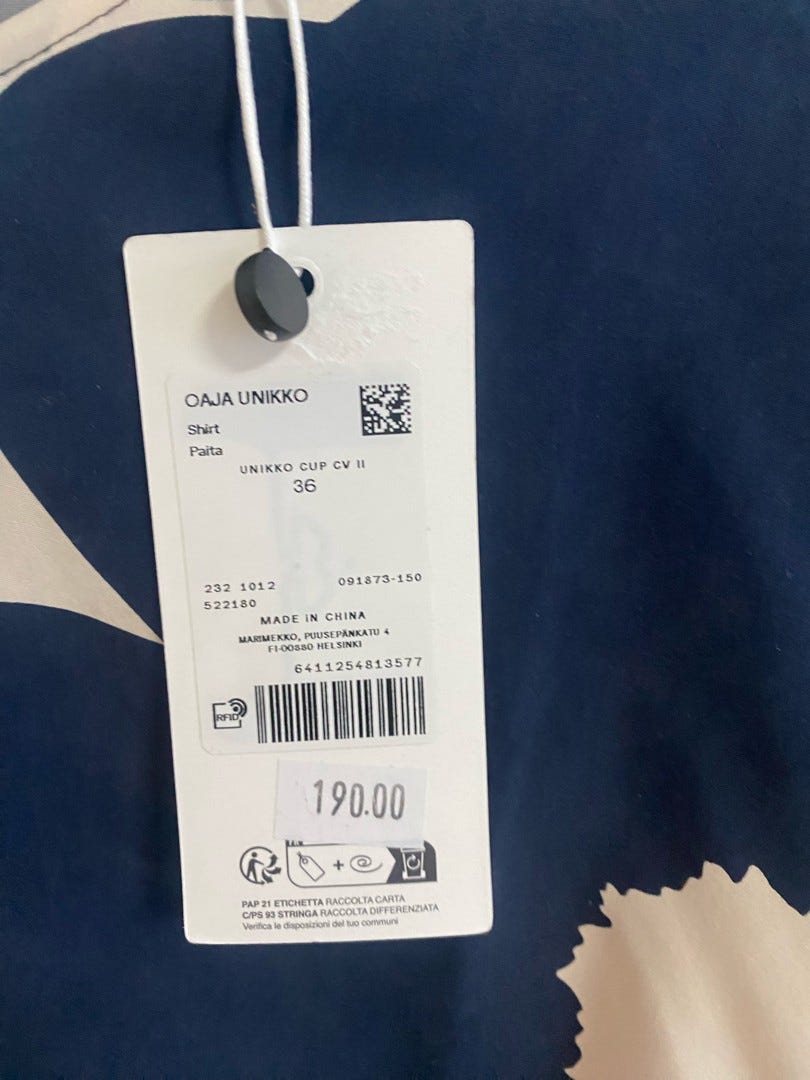 OAJA UNIKKO
Shirt
Paita
UNIKKO CUP CV II
36
232 1012
091873-150
522180
MADE IN CHINA
MARIMEKKO, PUUSEPÄNKATU 4
FI-00880 HELSINKI
6411254813577
RFID
190.00
+
PAP 21 ETICHETTA RACCOLTA CARTA
C/PS 93 STRINGA RACCOLTA DIFFERENZIATA
Verifica le disposizioni del tuo comuni